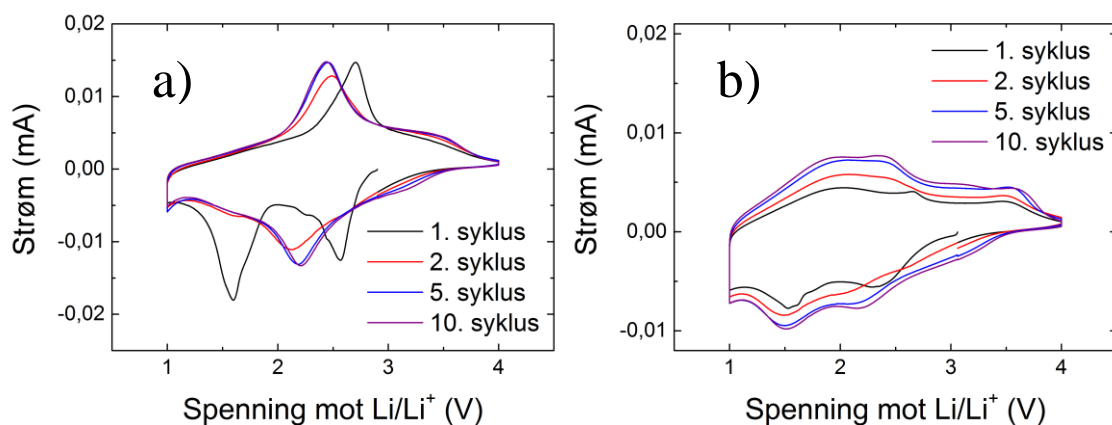 a)
Strøm (mA)
0,02
0,01
0,00
-0,01
-0,02
1. syklus
2. syklus
5. syklus
10. syklus
1 2 3 4
Spenning mot Li/Li⁺ (V)
b)
Strøm (mA)
0,02
0,01
0,00
-0,01
1. syklus
2. syklus
5. syklus
10. syklus
1 2 3 4
Spenning mot Li/Li⁺ (V)